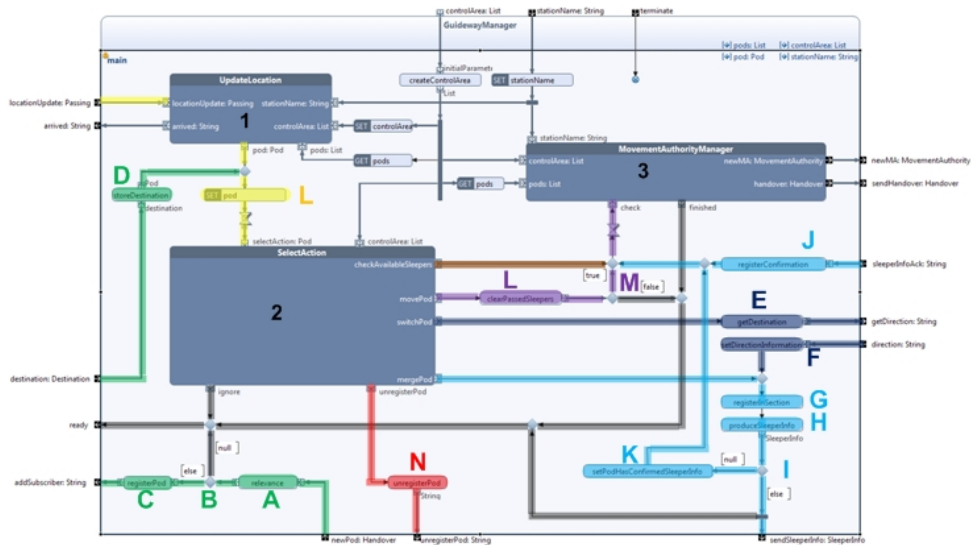 controlArea: List
stationName: String
terminate
GuidewayManager
pods: List
controlArea: List
main
pod: Pod
stationName: String
initialParamet
UpdateLocation
createControlArea
SET stationName
List
locationUpdate: Passing
locationUpdate: Passing
stationName: String
arrived: String
arrived: String
1
controlArea: List
GET controlArea
stationName: String
pod: Pod
pods: List
GET pods
MovementAuthorityManager
controlArea: List
newMA: MovementAuthority
newMA: MovementAuthority
3
D
GET pods
pods: List
handover: Handover
sendHandover: Handover
storeDestination
SET pod
L
destination
check
finished
selectAction: Pod
controlArea: List
J
SelectAction
checkAvailableSleepers
registerConfirmation
sleeperInfoAck: String
[true]
L
M
[false]
movePod
clearPassedSleepers
E
2
switchPod
getDestination
getDirection: String
setDirectionInformation
direction: String
F
destination: Destination
mergePod
ignore
unregisterPod
registerInSection
G
ready
produceSleeperInfo
H
SleeperInfo
[null]
K
[null]
N
[else]
setPodHasConfirmedSleeperInfo
I
addSubscriber: String
registerPod
relevance
unregisterPod
[else]
C
B
A
String
newPod: Handover
unregisterPod: String
sendSleeperInfo: SleeperInfo